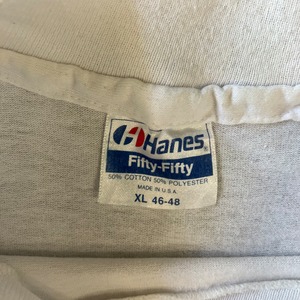 Hanes
Fifty-Fifty
50% COTTON 50% POLYESTER
MADE IN U.S.A.
XL 46-48